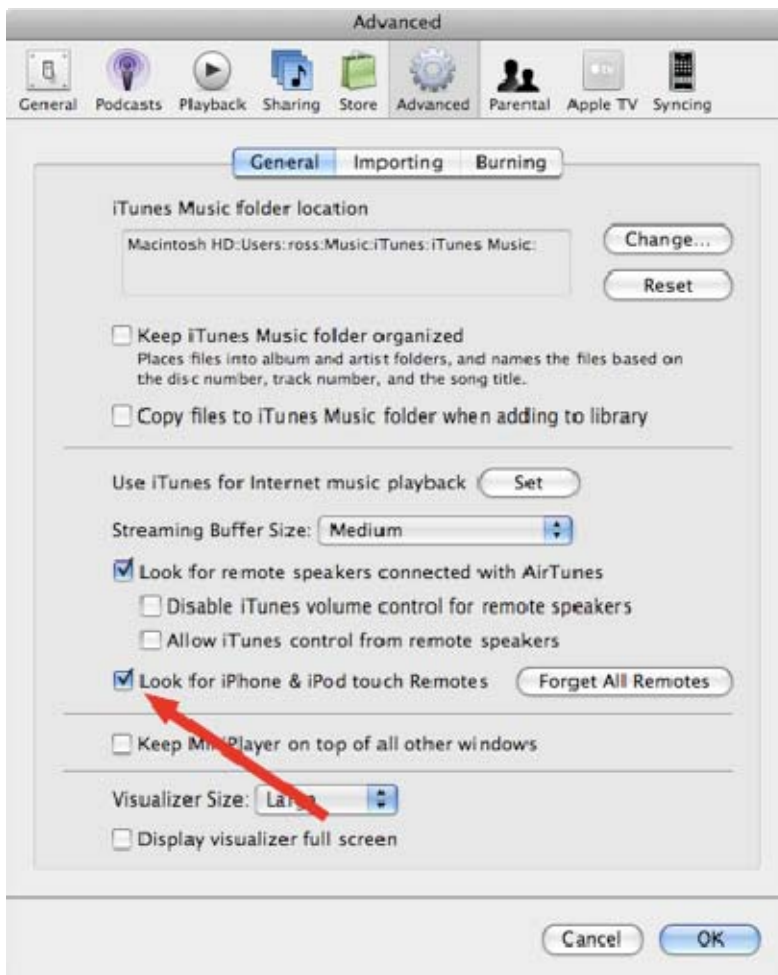 Advanced
General Podcasts Playback Sharing Store Advanced Parental Apple TV Syncing
General Importing Burning
iTunes Music folder location
Macintosh HD:Users:ross:Music:iTunes:iTunes Music:
Change...
Reset
Keep iTunes Music folder organized
Places files into album and artist folders, and names the files based on
the disc number, track number, and the song title.
Copy files to iTunes Music folder when adding to library
Use iTunes for Internet music playback Set
Streaming Buffer Size: Medium
Look for remote speakers connected with AirTunes
Disable iTunes volume control for remote speakers
Allow iTunes control from remote speakers
Look for iPhone & iPod touch Remotes Forget All Remotes
Keep MiniPlayer on top of all other windows
Visualizer Size: Large
Display visualizer full screen
Cancel OK